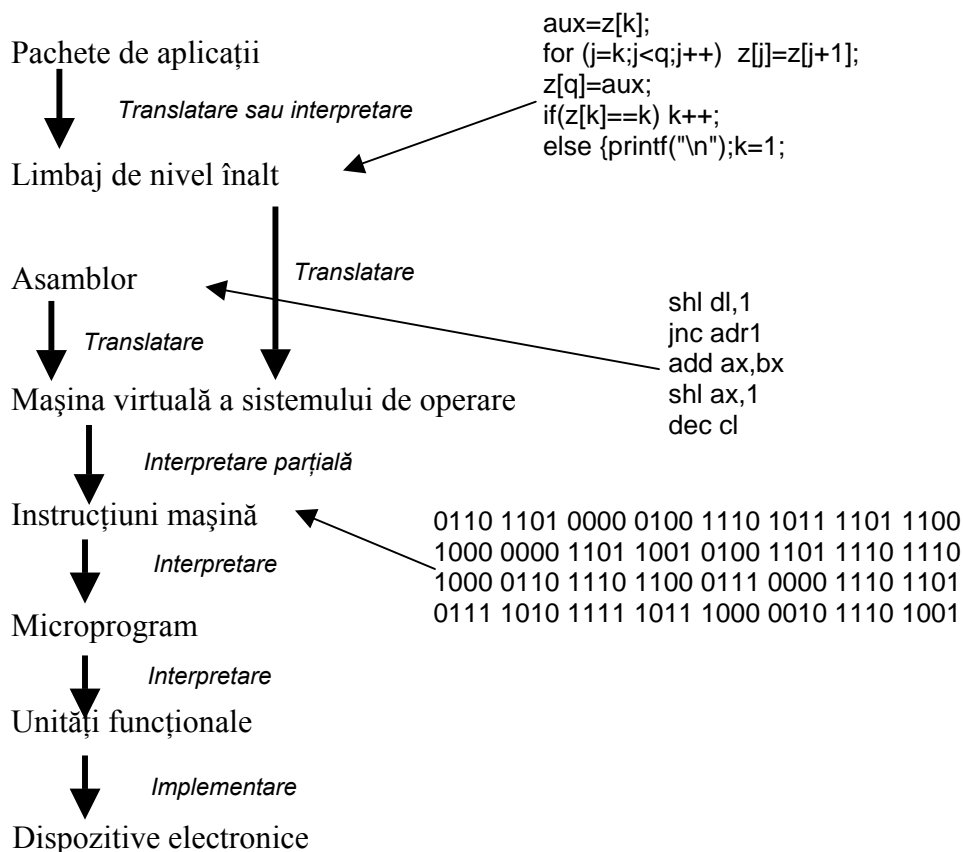 Pachete de aplicații
aux=z[k];
for (j=k;j<q;j++) z[j]=z[j+1];
z[q]=aux;
if(z[k]==k) k++;
else {printf("\n");k=1;
Translatare sau interpretare
Limbaj de nivel înalt
Translatare
Asamblor
shl dl,1
jnc adr1
add ax,bx
shl ax,1
dec cl
Translatare
Maşina virtuală a sistemului de operare
Interpretare parțială
Instrucțiuni maşină
0110 1101 0000 0100 1110 1011 1101 1100
1000 0000 1101 1001 0100 1101 1110 1110
1000 0110 1110 1100 0111 0000 1110 1101
0111 1010 1111 1011 1000 0010 1110 1001
Interpretare
Microprogram
Interpretare
Unități funcționale
Implementare
Dispozitive electronice